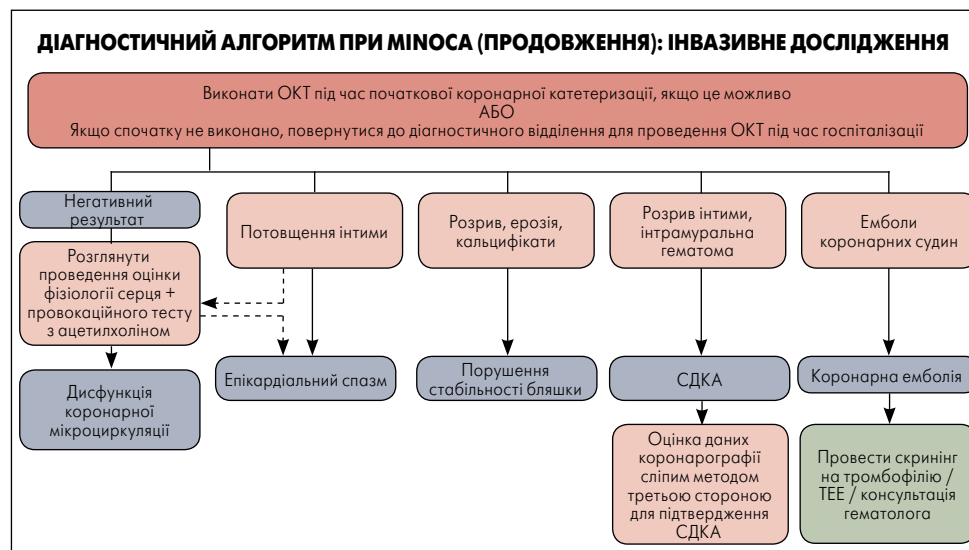 ДІАГНОСТИЧНИЙ АЛГОРИТМ ПРИ MINOCA (ПРОДОВЖЕННЯ): ІНВАЗИВНЕ ДОСЛІДЖЕННЯ
Виконати ОКТ під час початкової коронарної катетеризації, якщо це можливо
АБО
Якщо спочатку не виконано, повернутися до діагностичного відділення для проведення ОКТ під час госпіталізації
Негативний
результат
Розглянути
проведення оцінки
фізіології серця +
провокаційного тесту
з ацетилхоліном
Дисфункція
коронарної
мікроциркуляції
Потовщення інтими
Епікардіальний спазм
Розрив, ерозія,
кальцифікати
Порушення
стабільності бляшки
Розрив інтими,
інтрамуральна
гематома
СДКА
Оцінка даних
коронарографії
сліпим методом
третьою стороною
для підтвердження
СДКА
Емболи
коронарних судин
Коронарна емболія
Провести скринінг
на тромбофілію /
ТЕЕ / консультація
гематолога